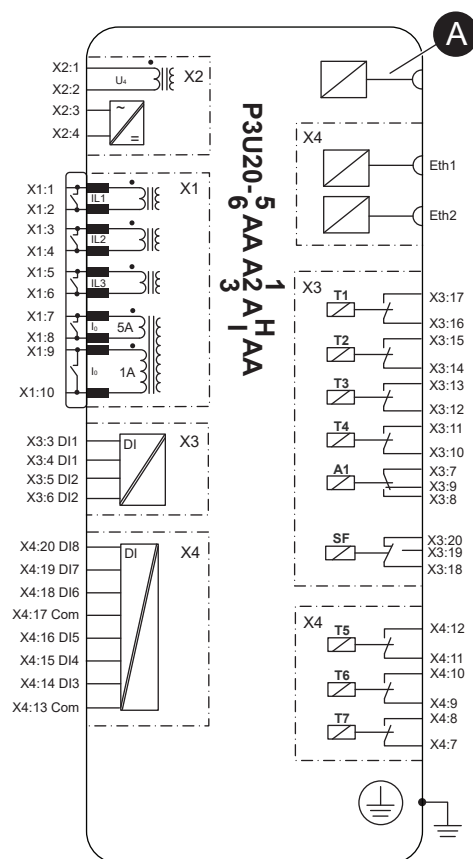 A
X2:1
X2:2
X2:3
X2:4
U4
X2
~
=
X1:1
X1:2
X1:3
X1:4
X1:5
X1:6
X1:7
X1:8
X1:9
X1:10
IL1
IL2
IL3
I0 5A
I0 1A
X1
X3:3 DI1
X3:4 DI1
X3:5 DI2
X3:6 DI2
DI
X3
X4:20 DI8
X4:19 DI7
X4:18 DI6
X4:17 Com
X4:16 DI5
X4:15 DI4
X4:14 DI3
X4:13 Com
DI
X4
P3U20-5 AA A2 A 1 AA
6 3 H
I
X4
Eth1
Eth2
X3
T1
X3:17
X3:16
T2
X3:15
X3:14
T3
X3:13
X3:12
T4
X3:11
X3:10
A1
X3:7
X3:9
X3:8
SF
X3:20
X3:19
X3:18
X4
T5
X4:12
X4:11
T6
X4:10
X4:9
T7
X4:8
X4:7